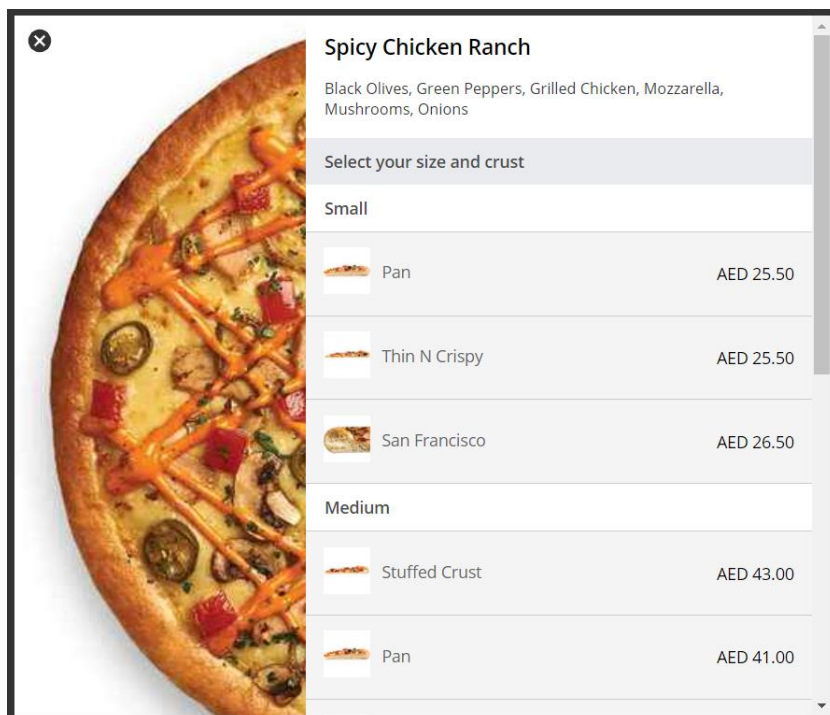 Spicy Chicken Ranch
Black Olives, Green Peppers, Grilled Chicken, Mozzarella,
Mushrooms, Onions
Select your size and crust
Small
Pan AED 25.50
Thin N Crispy AED 25.50
San Francisco AED 26.50
Medium
Stuffed Crust AED 43.00
Pan AED 41.00